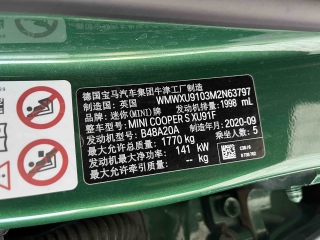 德国宝马汽车集团牛津工厂制造
制造国: 英国 WMWXU9103M2N63797
品牌: 迷你(MINI)牌 发动机排量: 1998 mL
整车型号: MINI COOPER S XU91F
发动机型号: B48A20A 制造年月: 2020-09
最大允许总质量: 1770 kg 乘坐人数: 5
发动机最大净功率: 141 kW
最大允许牵引质量: -- kg